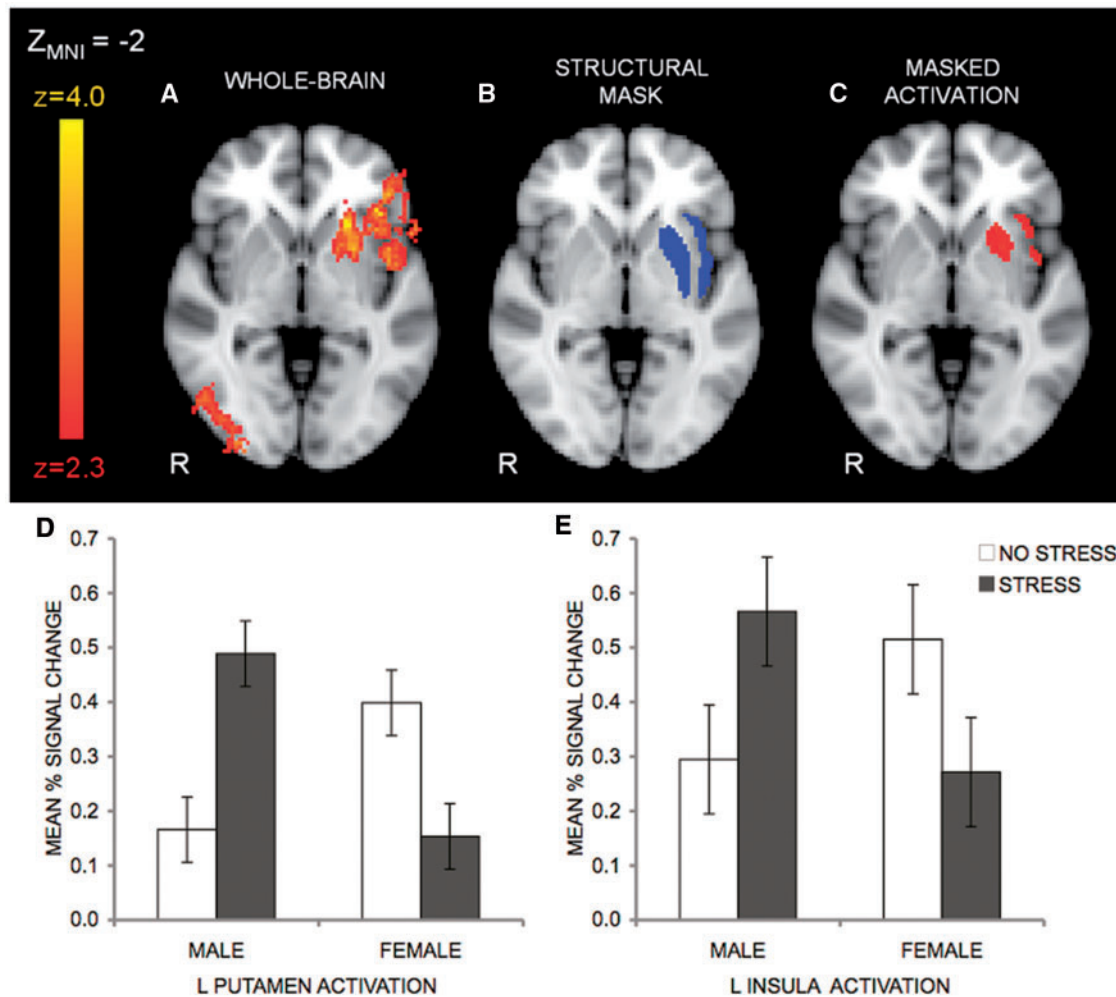 Z_MNI = -2
z=4.0
z=2.3
A
WHOLE-BRAIN
R
B
STRUCTURAL
MASK
R
C
MASKED
ACTIVATION
R
D
MEAN % SIGNAL CHANGE
0.7
0.6
0.5
0.4
0.3
0.2
0.1
0.0
MALE
FEMALE
L PUTAMEN ACTIVATION
E
MEAN % SIGNAL CHANGE
0.7
0.6
0.5
0.4
0.3
0.2
0.1
0.0
MALE
FEMALE
L INSULA ACTIVATION
NO STRESS
STRESS